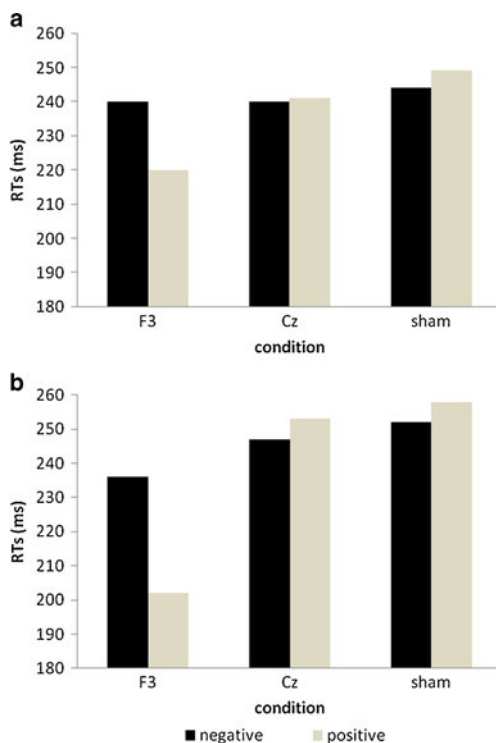 a
260
250
240
230
220
210
200
190
180
RTs (ms)
F3 Cz sham
condition
b
260
250
240
230
220
210
200
190
180
RTs (ms)
F3 Cz sham
condition
negative positive